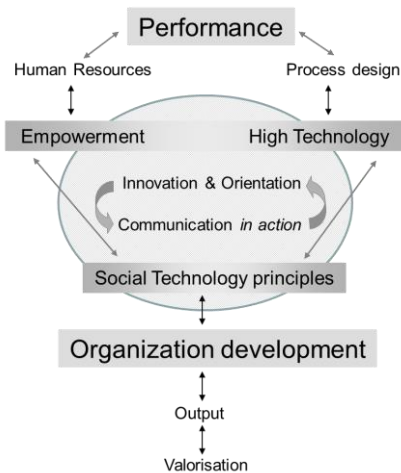 Performance
Human Resources
Process design
Empowerment
High Technology
Innovation & Orientation
Communication in action
Social Technology principles
Organization development
Output
Valorisation